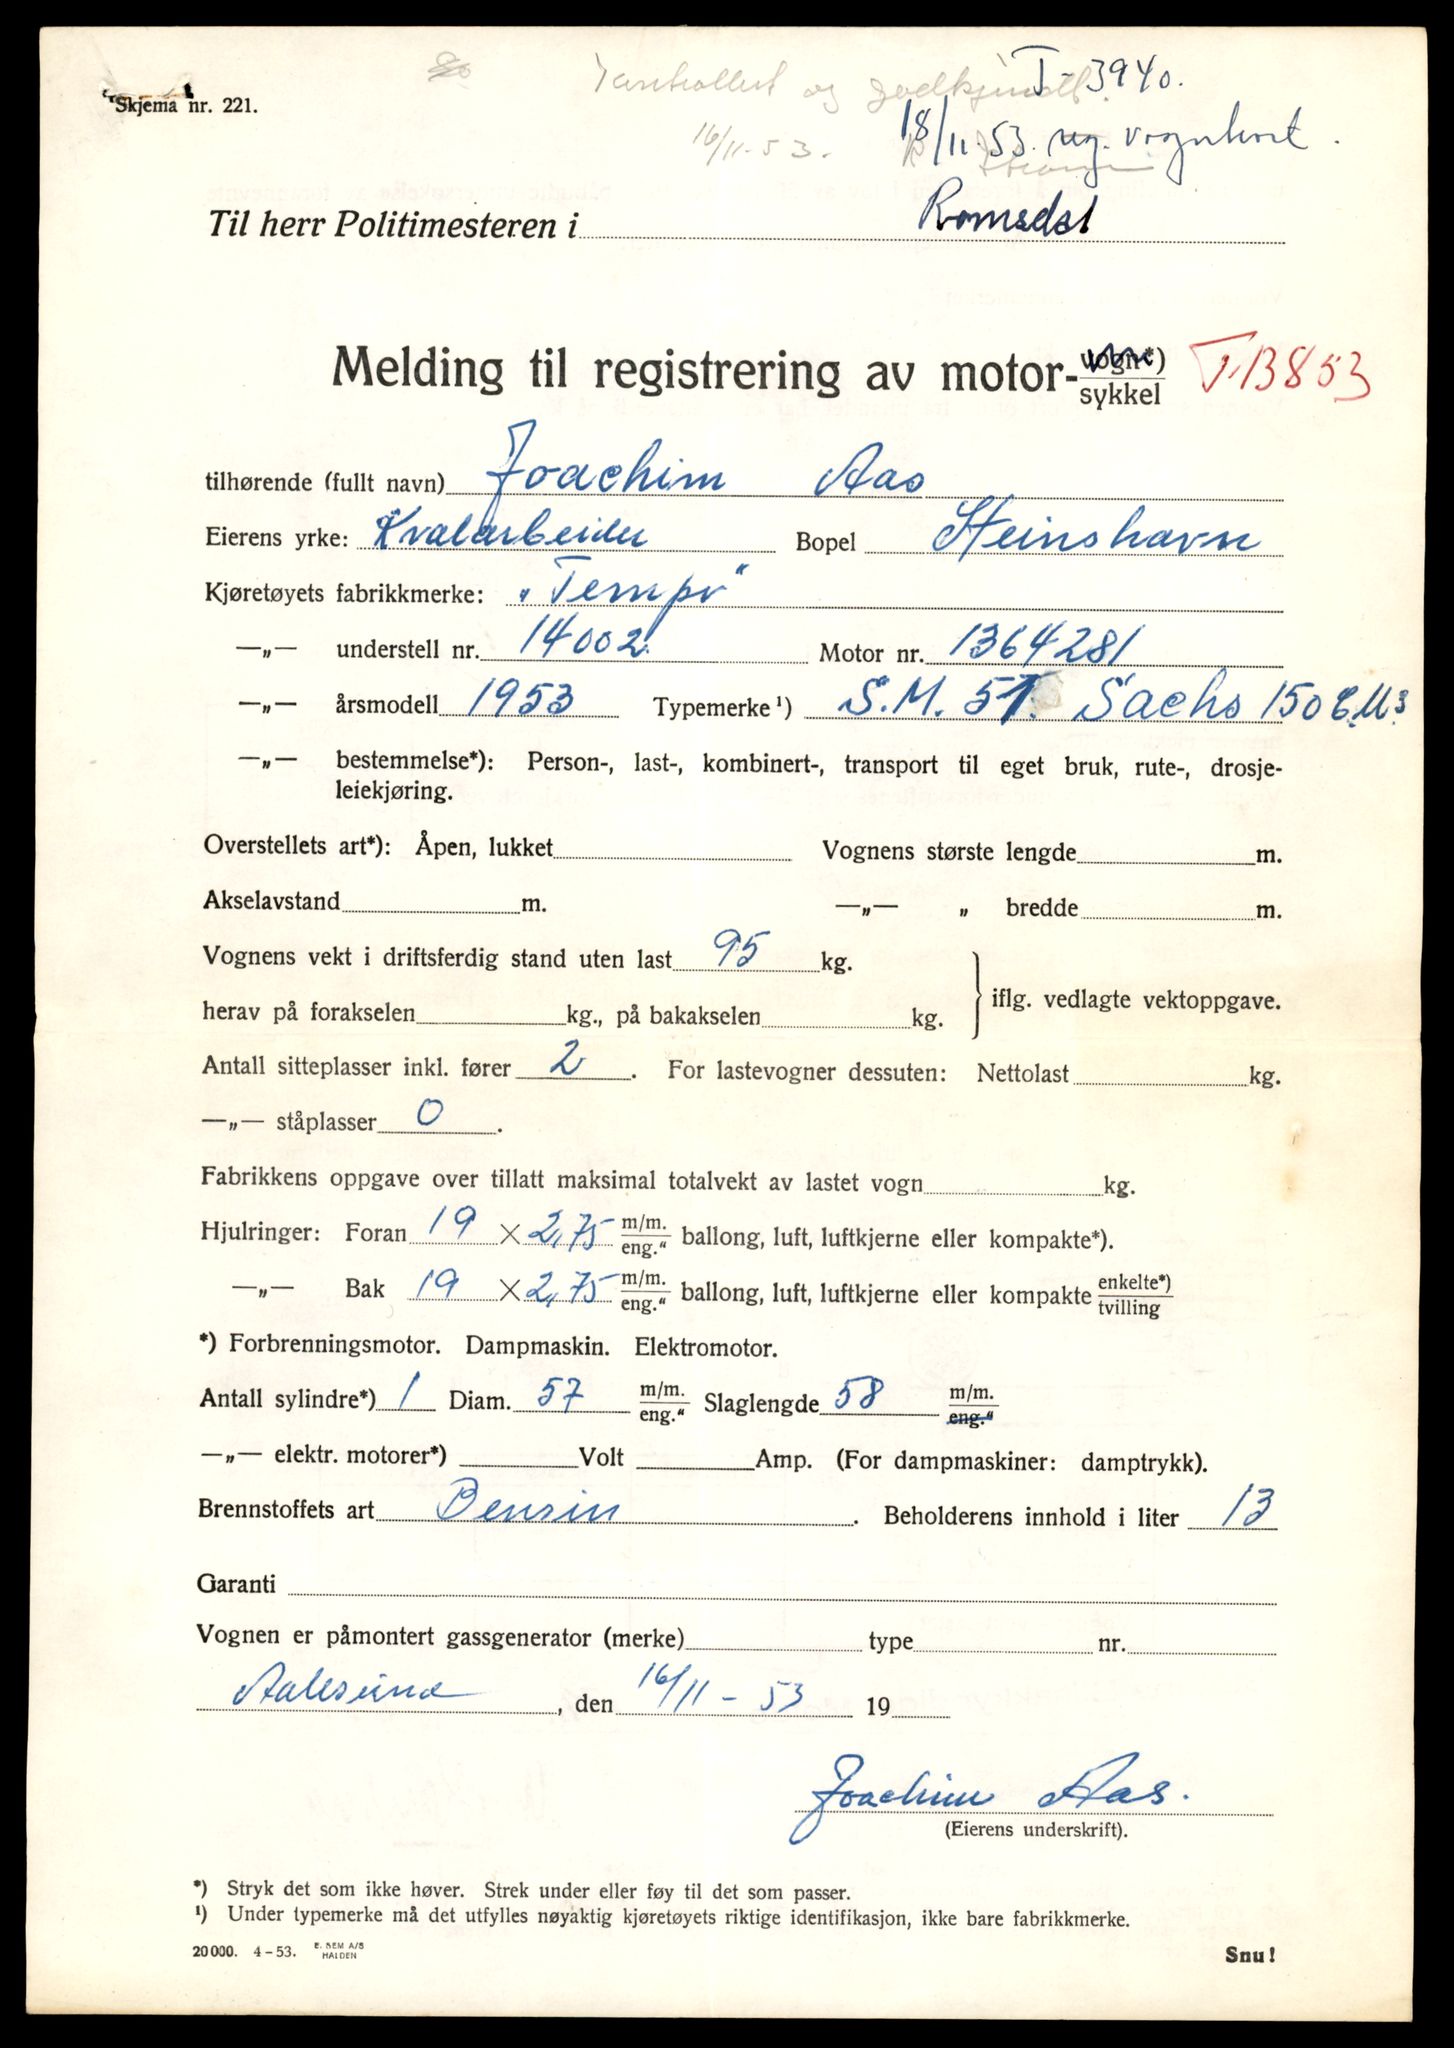 Kontrollert og godkjendt. T-3940.
Skjema nr. 221.
16/11-53. 18/11-53. reg. vognkort.
Til herr Politimesteren i Romsdal
Melding til registrering av motor-vogn*) sykkel T-13853
tilhørende (fullt navn) Joachim Aas
Eierens yrke: Kvalarbeider Bopel Steinshavn
Kjøretøyets fabrikkmerke: "Tempo"
—„— understell nr. 14002 Motor nr. 1364281
—„— årsmodell 1953 Typemerke¹) S.M. 51. Sachs 150 C.M³
—„— bestemmelse*): Person-, last-, kombinert-, transport til eget bruk, rute-, drosje-
leiekjøring.
Overstellets art*): Åpen, lukket Vognens største lengde m.
Akselavstand m. —„— „ bredde m.
Vognens vekt i driftsferdig stand uten last 95 kg.
iflg. vedlagte vektoppgave.
herav på forakselen kg., på bakakselen kg.
Antall sitteplasser inkl. fører 2. For lastevogner dessuten: Nettolast kg.
—„— ståplasser 0.
Fabrikkens oppgave over tillatt maksimal totalvekt av lastet vogn kg.
Hjulringer: Foran 19 × 2,75 m/m. eng." ballong, luft, luftkjerne eller kompakte*).
—„— Bak 19 × 2,75 m/m. eng." ballong, luft, luftkjerne eller kompakte enkelte*) tvilling
*) Forbrenningsmotor. Dampmaskin. Elektromotor.
Antall sylindre*) 1 Diam. 57 m/m. eng." Slaglengde 58 m/m. eng."
—„— elektr. motorer*) Volt Amp. (For dampmaskiner: damptrykk).
Brennstoffets art Bensin. Beholderens innhold i liter 13
Garanti
Vognen er påmontert gassgenerator (merke) type nr.
Aalesund, den 16/11-53 19
Joachim Aas.
(Eierens underskrift).
*) Stryk det som ikke høver. Strek under eller føy til det som passer.
¹) Under typemerke må det utfylles nøyaktig kjøretøyets riktige identifikasjon, ikke bare fabrikkmerke.
20000. 4-53. E. SEM A/S HALDEN
Snu!